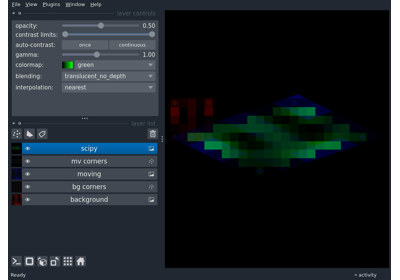 File View Plugins Window Help
layer controls
opacity: 0.50
contrast limits:
auto-contrast: once continuous
gamma: 1.00
colormap: green
blending: translucent_no_depth
interpolation: nearest
layer list
scipy
mv corners
moving
bg corners
background
Ready
activity